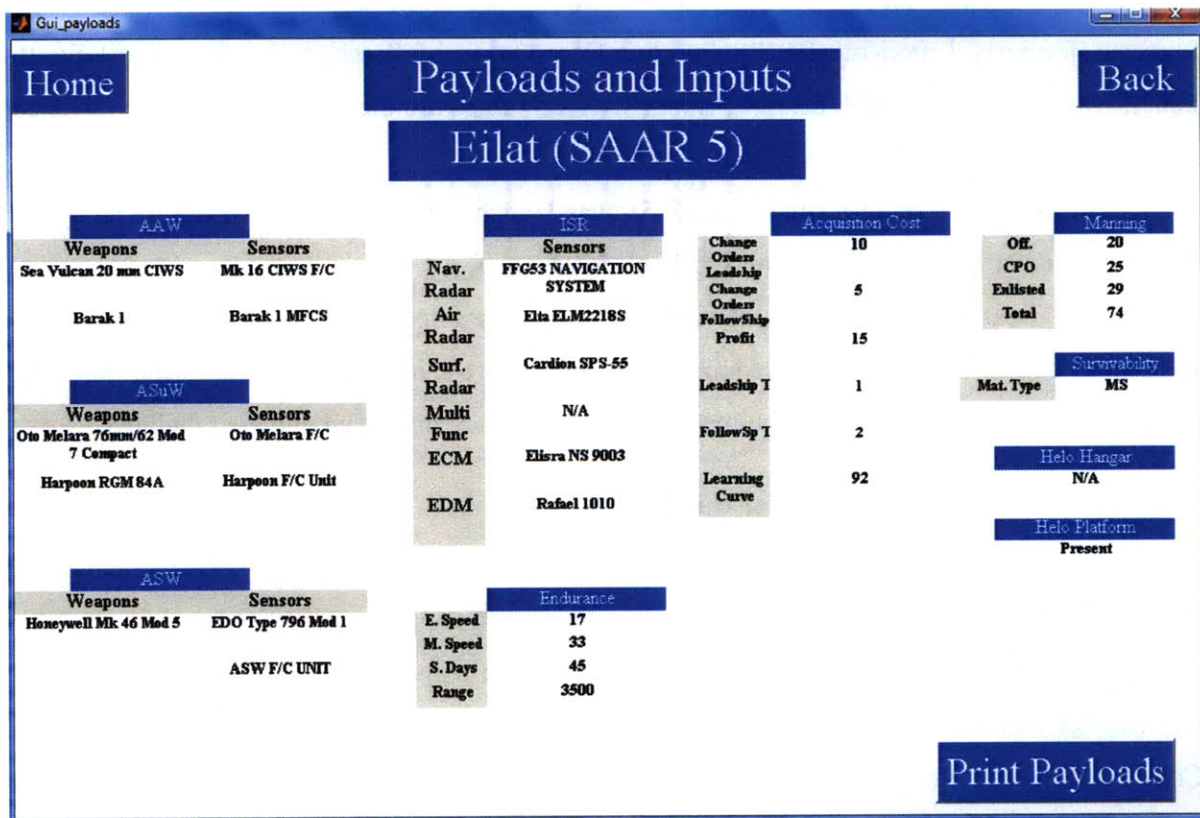 Gui_payloads
Home
Payloads and Inputs
Back
Eilat (SAAR 5)
AAW
Weapons Sensors
Sea Vulcan 20 mm CIWS Mk 16 CIWS F/C
Barak 1 Barak 1 MFCS
ASuW
Weapons Sensors
Oto Melara 76mm/62 Mod Oto Melara F/C
7 Compact
Harpoon RGM 84A Harpoon F/C Unit
ASW
Weapons Sensors
Honeywell Mk 46 Mod 5 EDO Type 796 Mod 1
ASW F/C UNIT
ISR
Sensors
Nav. FFG53 NAVIGATION
Radar SYSTEM
Air Elta ELM2218S
Radar
Surf. Cardion SPS-55
Radar
Multi N/A
Func
ECM Elisra NS 9003
EDM Rafael 1010
Endurance
E. Speed 17
M. Speed 33
S. Days 45
Range 3500
Acquisition Cost
Change 10
Orders
Leadship
Change 5
Orders
FollowShip
Profit 15
Leadship T 1
FollowSp T 2
Learning 92
Curve
Manning
Off. 20
CPO 25
Enlisted 29
Total 74
Survivability
Mat. Type MS
Helo Hangar
N/A
Helo Platform
Present
Print Payloads